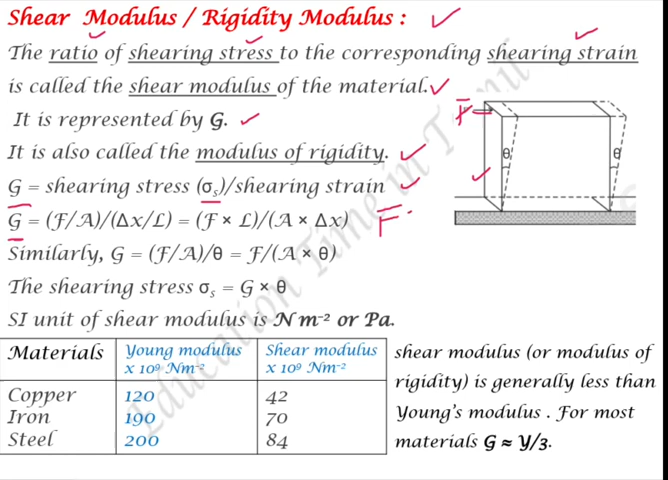 Shear Modulus / Rigidity Modulus :
The ratio of shearing stress to the corresponding shearing strain
is called the shear modulus of the material.
It is represented by G.
It is also called the modulus of rigidity.
G = shearing stress (σₛ)/shearing strain
G = (F/A)/(Δx/L) = (F × L)/(A × Δx)
Similarly, G = (F/A)/θ = F/(A × θ)
The shearing stress σₛ = G × θ
SI unit of shear modulus is N m⁻² or Pa.
F
θ θ
F
Materials Young modulus x 10⁹ Nm⁻² Shear modulus x 10⁹ Nm⁻²
Copper 120 42
Iron 190 70
Steel 200 84
shear modulus (or modulus of
rigidity) is generally less than
Young's modulus . For most
materials G ≈ Y/3.
Education Time in Tamil